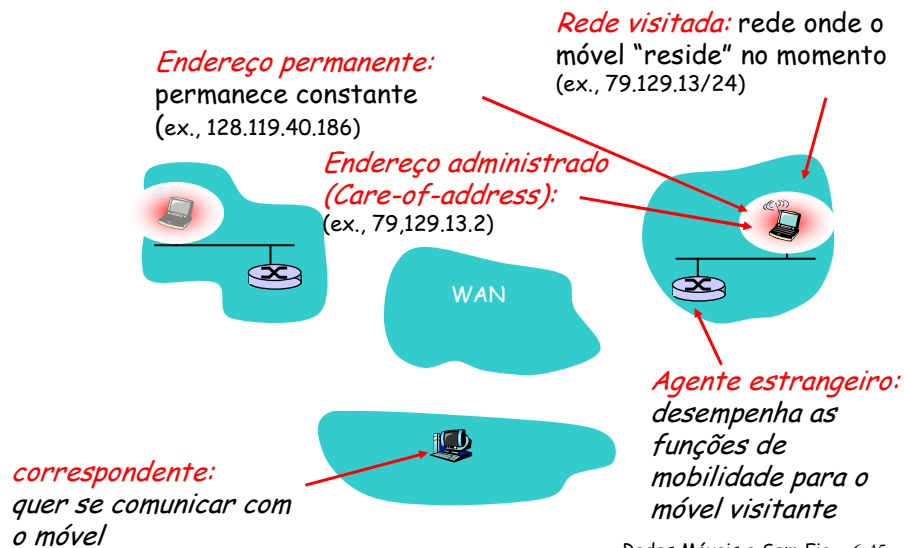 Rede visitada: rede onde o
móvel “reside” no momento
(ex., 79.129.13/24)
Endereço permanente:
permanece constante
(ex., 128.119.40.186)
Endereço administrado
(Care-of-address):
(ex., 79,129.13.2)
WAN
Agente estrangeiro:
desempenha as
funções de
mobilidade para o
móvel visitante
correspondente:
quer se comunicar com
o móvel